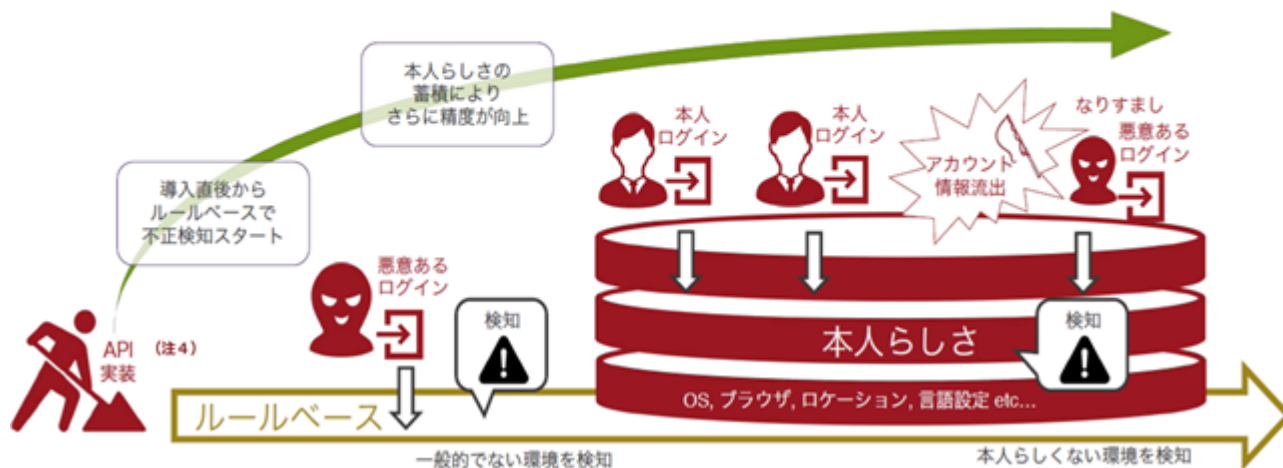 本人らしさの
蓄積により
さらに精度が向上
導入直後から
ルールベースで
不正検知スタート
本人
ログイン
本人
ログイン
アカウント
情報流出
なりすまし
悪意ある
ログイン
悪意ある
ログイン
検知
API
実装
(注4)
本人らしさ
検知
OS, ブラウザ, ロケーション, 言語設定 etc...
ルールベース
一般的でない環境を検知
本人らしくない環境を検知